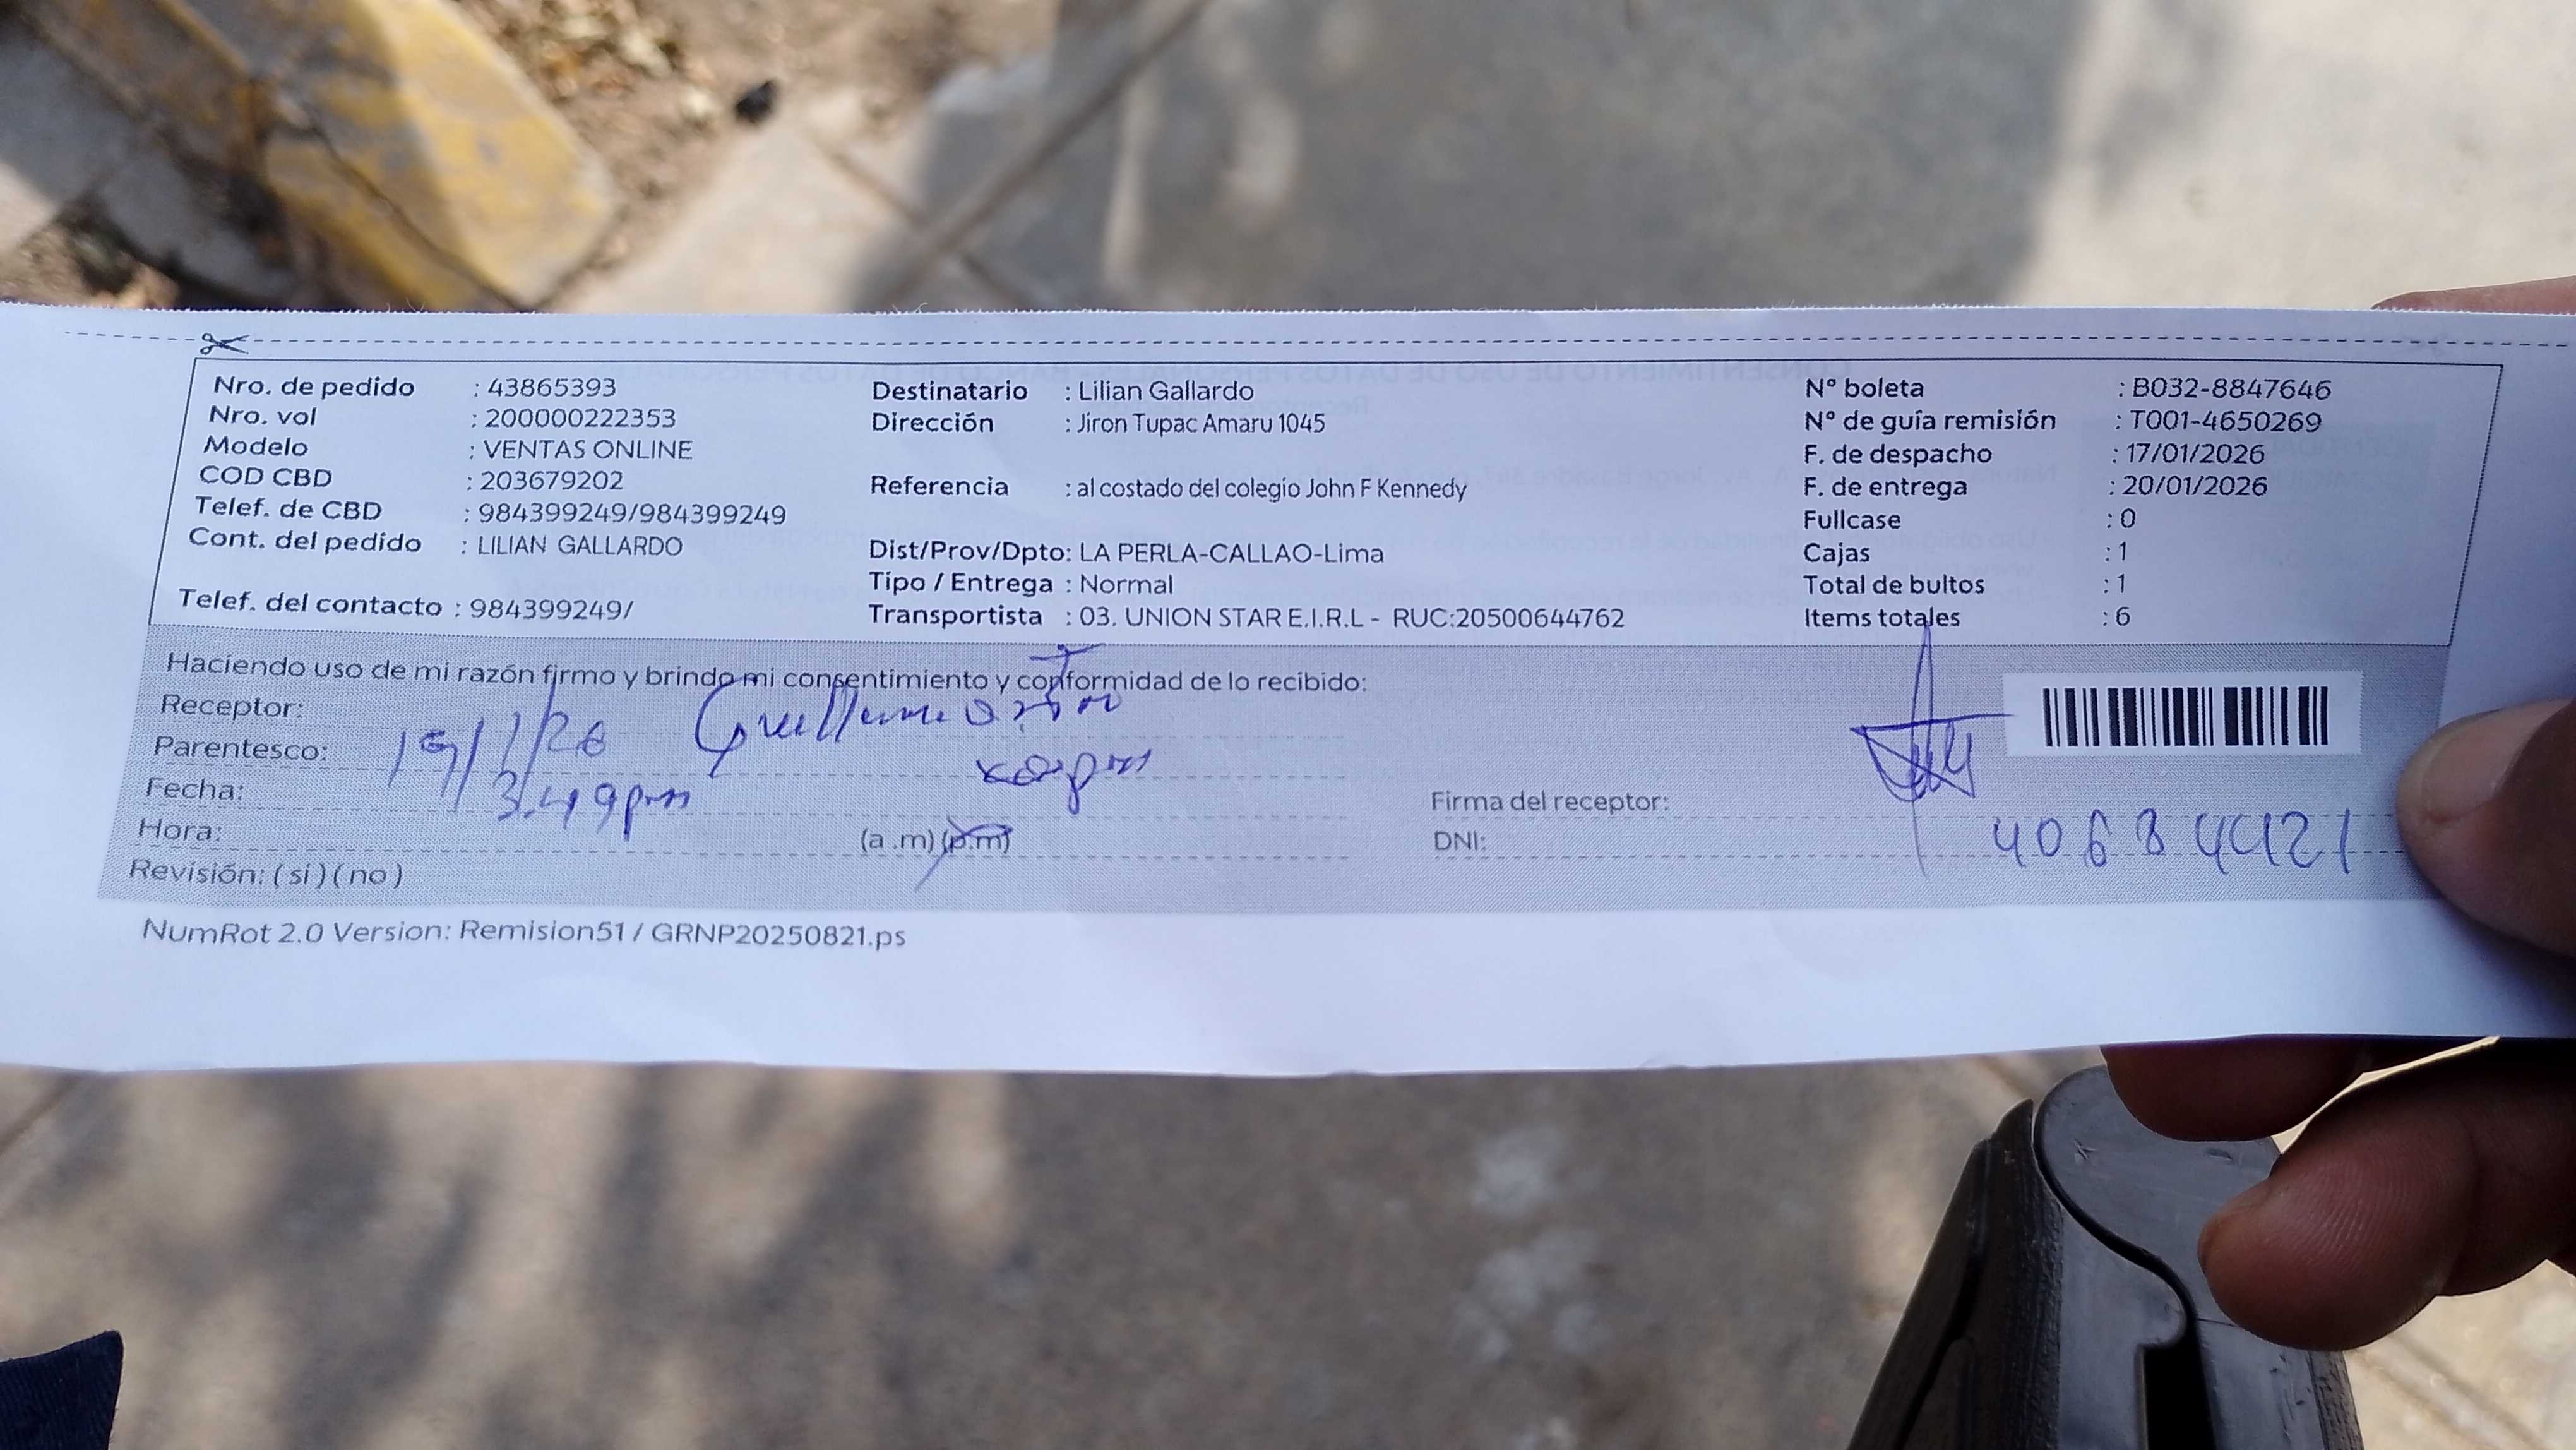 Nro. de pedido : 43865393
Nro. vol : 200000222353
Modelo : VENTAS ONLINE
COD CBD : 203679202
Telef. de CBD : 984399249/984399249
Cont. del pedido : LILIAN GALLARDO
Telef. del contacto : 984399249/
Destinatario : Lilian Gallardo
Dirección : Jiron Tupac Amaru 1045
Referencia : al costado del colegio John F Kennedy
Dist/Prov/Dpto: LA PERLA-CALLAO-Lima
Tipo / Entrega : Normal
Transportista : 03. UNION STAR E.I.R.L - RUC:20500644762
Nº boleta : B032-8847646
Nº de guía remisión : T001-4650269
F. de despacho : 17/01/2026
F. de entrega : 20/01/2026
Fullcase : 0
Cajas : 1
Total de bultos : 1
Items totales : 6
Haciendo uso de mi razón firmo y brindo mi consentimiento y conformidad de lo recibido:
Receptor:
Parentesco: 19/1/26
Fecha: 3.49pm
Hora: (a .m) (p.m)
Revisión: ( si ) ( no )
Firma del receptor:
DNI: 40684421
NumRot 2.0 Version: Remision51 / GRNP20250821.ps